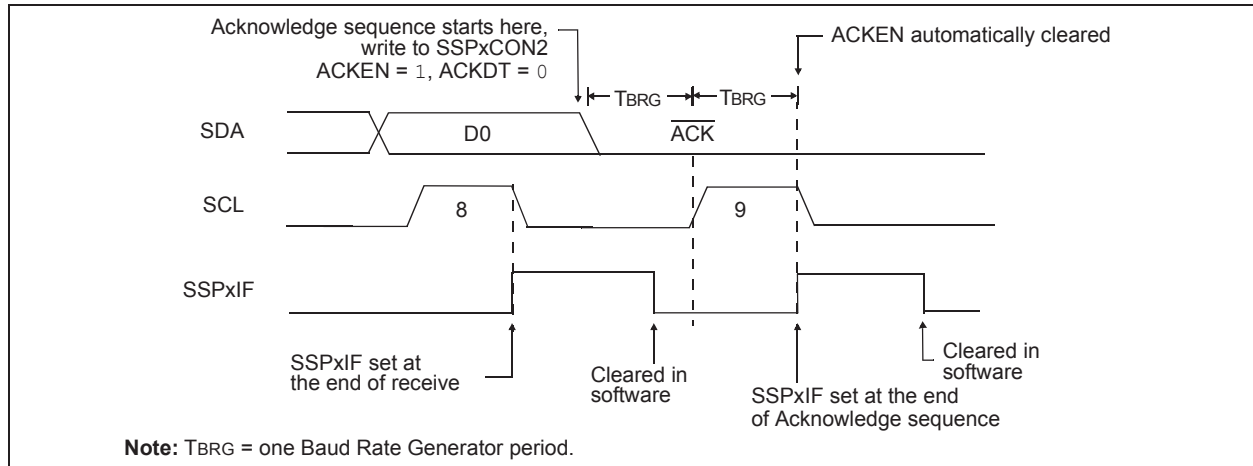 Acknowledge sequence starts here,
write to SSPxCON2
ACKEN = 1, ACKDT = 0
ACKEN automatically cleared
TBRG
TBRG
SDA
D0
ACK
SCL
8
9
SSPxIF
SSPxIF set at
the end of receive
Cleared in
software
SSPxIF set at the end
of Acknowledge sequence
Cleared in
software
Note: TBRG = one Baud Rate Generator period.